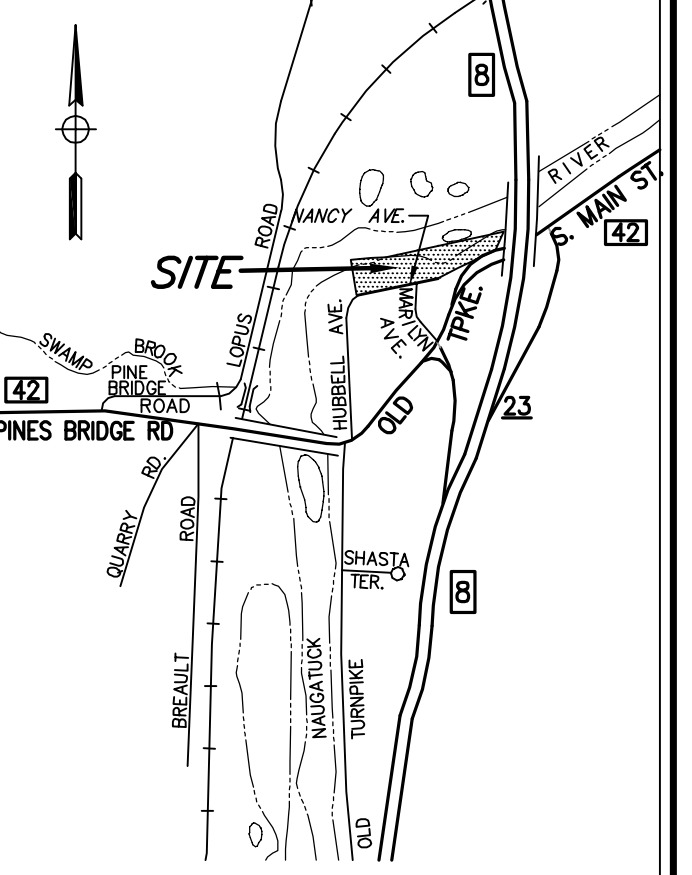 8
RIVER
S. MAIN ST.
42
NANCY AVE.
ROAD
SITE
MARILYN
AVE.
TPKE.
LOPUS
HUBBELL AVE.
SWAMP BROOK
PINE
BRIDGE
ROAD
42
PINES BRIDGE RD
OLD
23
QUARRY RD.
ROAD
BREAULT
SHASTA
TER.
8
NAUGATUCK
TURNPIKE
OLD